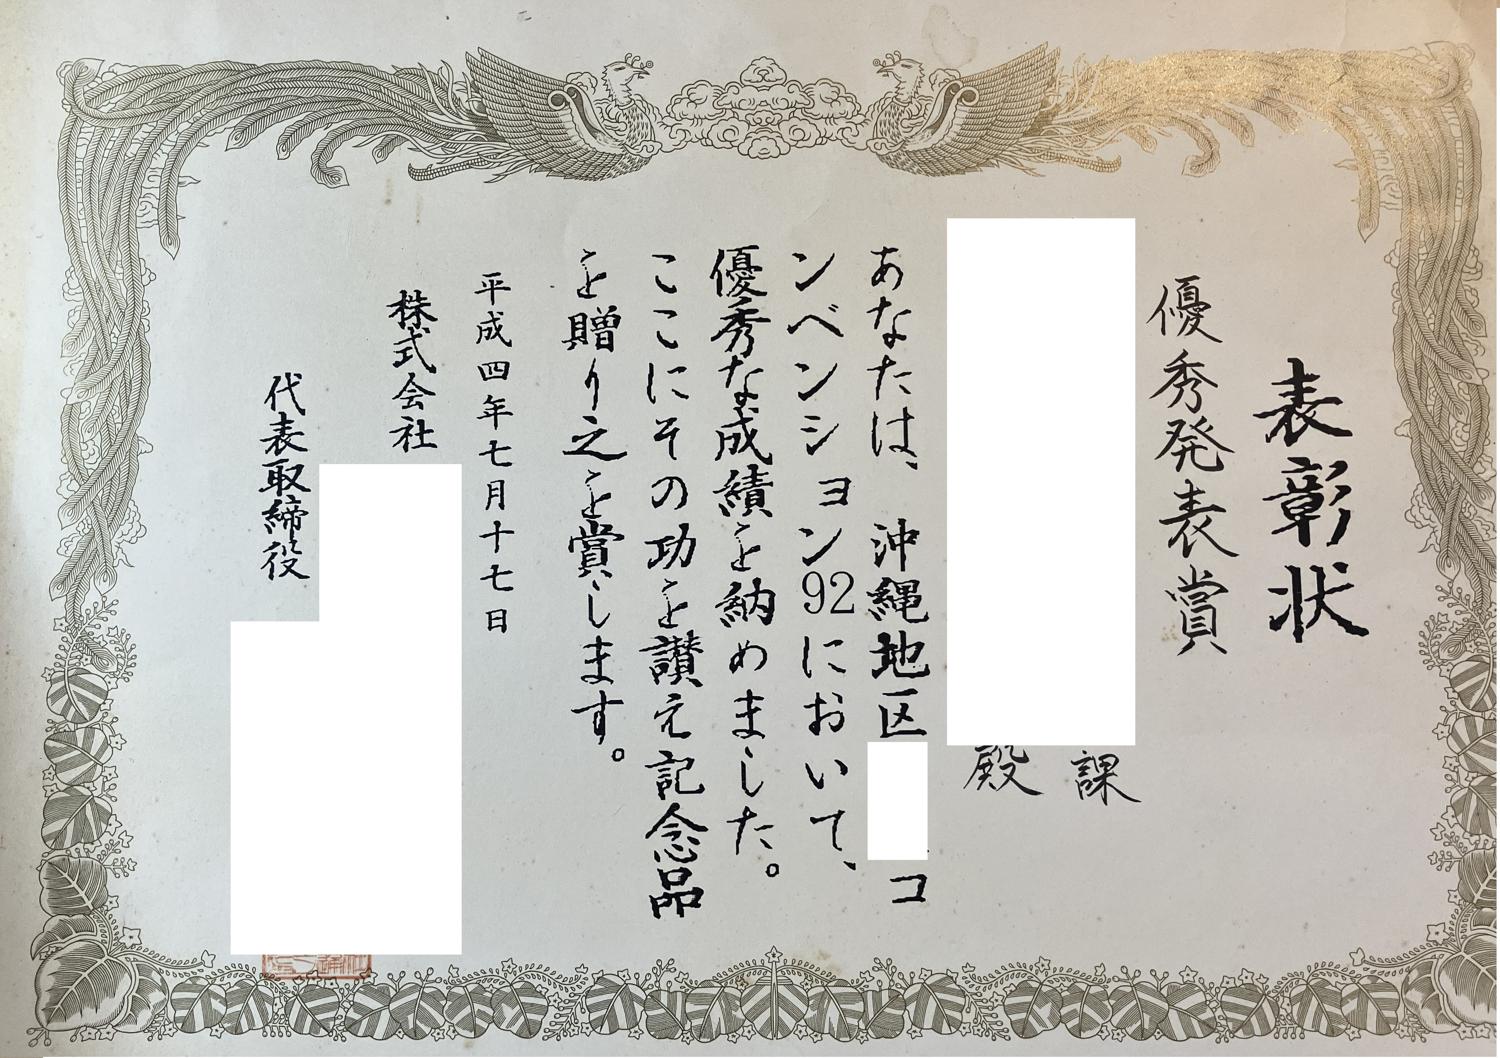 表彰状
優秀発表賞
課
殿
あなたは、沖縄地区 コ
ンベンション92において、
優秀な成績を納めました。
ここにその功を讃え記念品
を贈り之を賞します。
平成四年七月十七日
株式会社
代表取締役